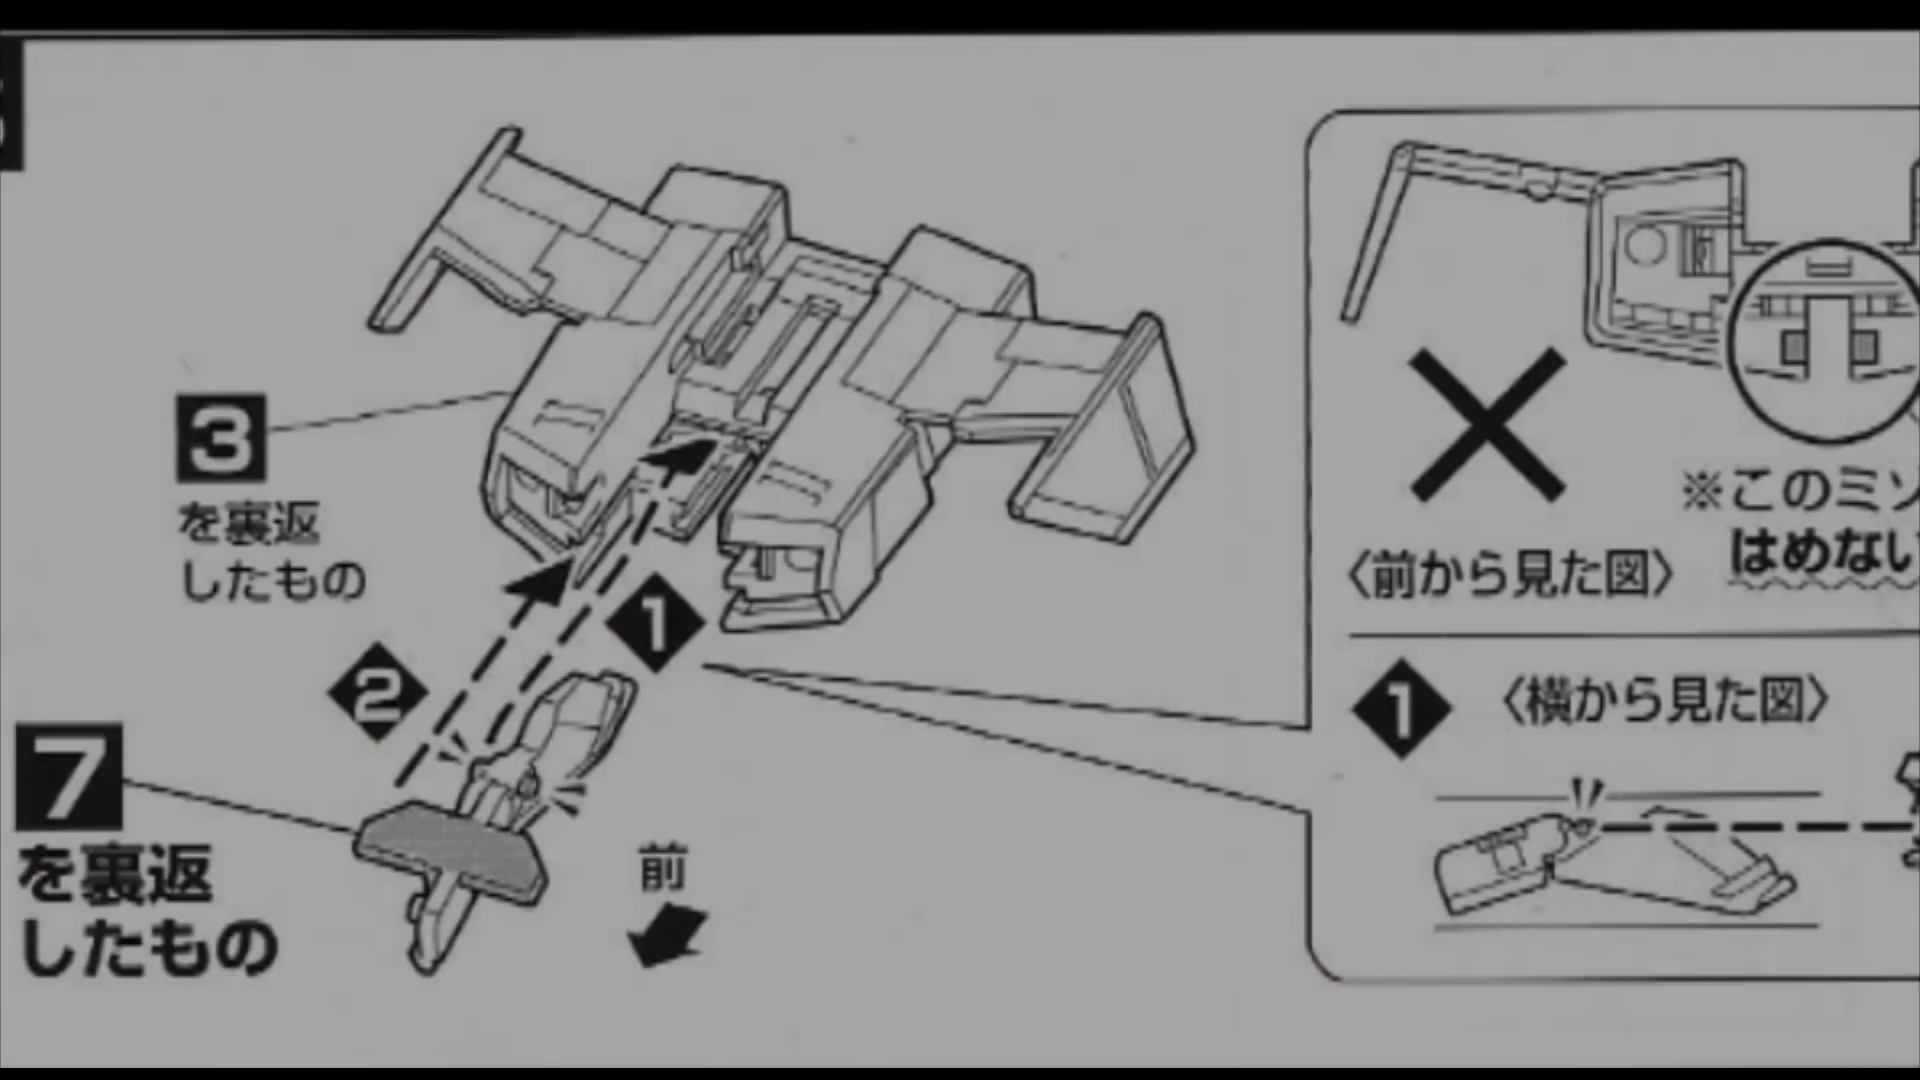 3
を裏返
したもの
1
2
7
を裏返
したもの
前
※このミゾ
はめない
〈前から見た図〉
1
〈横から見た図〉